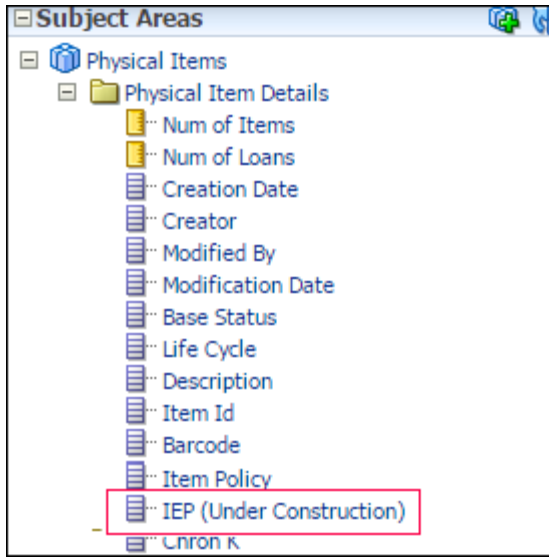 Subject Areas
Physical Items
Physical Item Details
Num of Items
Num of Loans
Creation Date
Creator
Modified By
Modification Date
Base Status
Life Cycle
Description
Item Id
Barcode
Item Policy
IEP (Under Construction)
Chron K